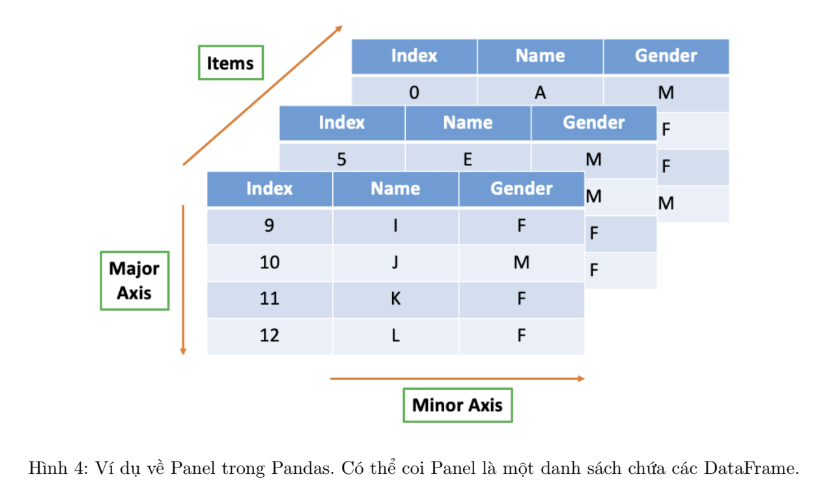 Items
Index Name Gender
0 A M
F
F
M
Index Name Gender
5 E M
M
F
F
Index Name Gender
9 I F
10 J M
11 K F
12 L F
Major
Axis
Minor Axis
Hình 4: Ví dụ về Panel trong Pandas. Có thể coi Panel là một danh sách chứa các DataFrame.